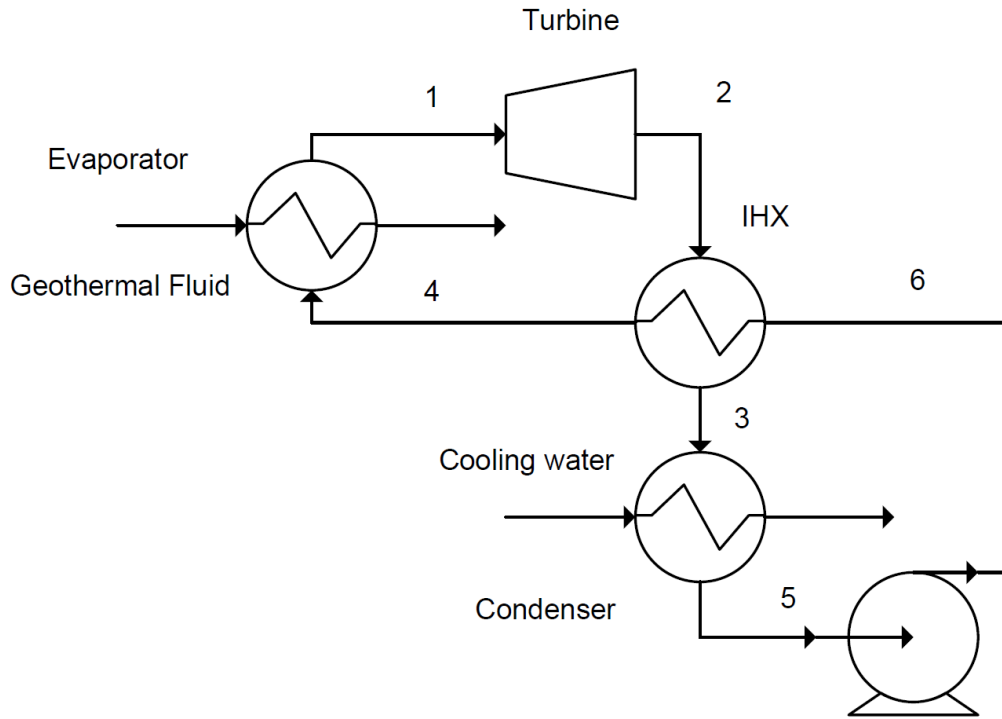 Turbine
1
2
Evaporator
IHX
Geothermal Fluid
4
6
3
Cooling water
Condenser
5